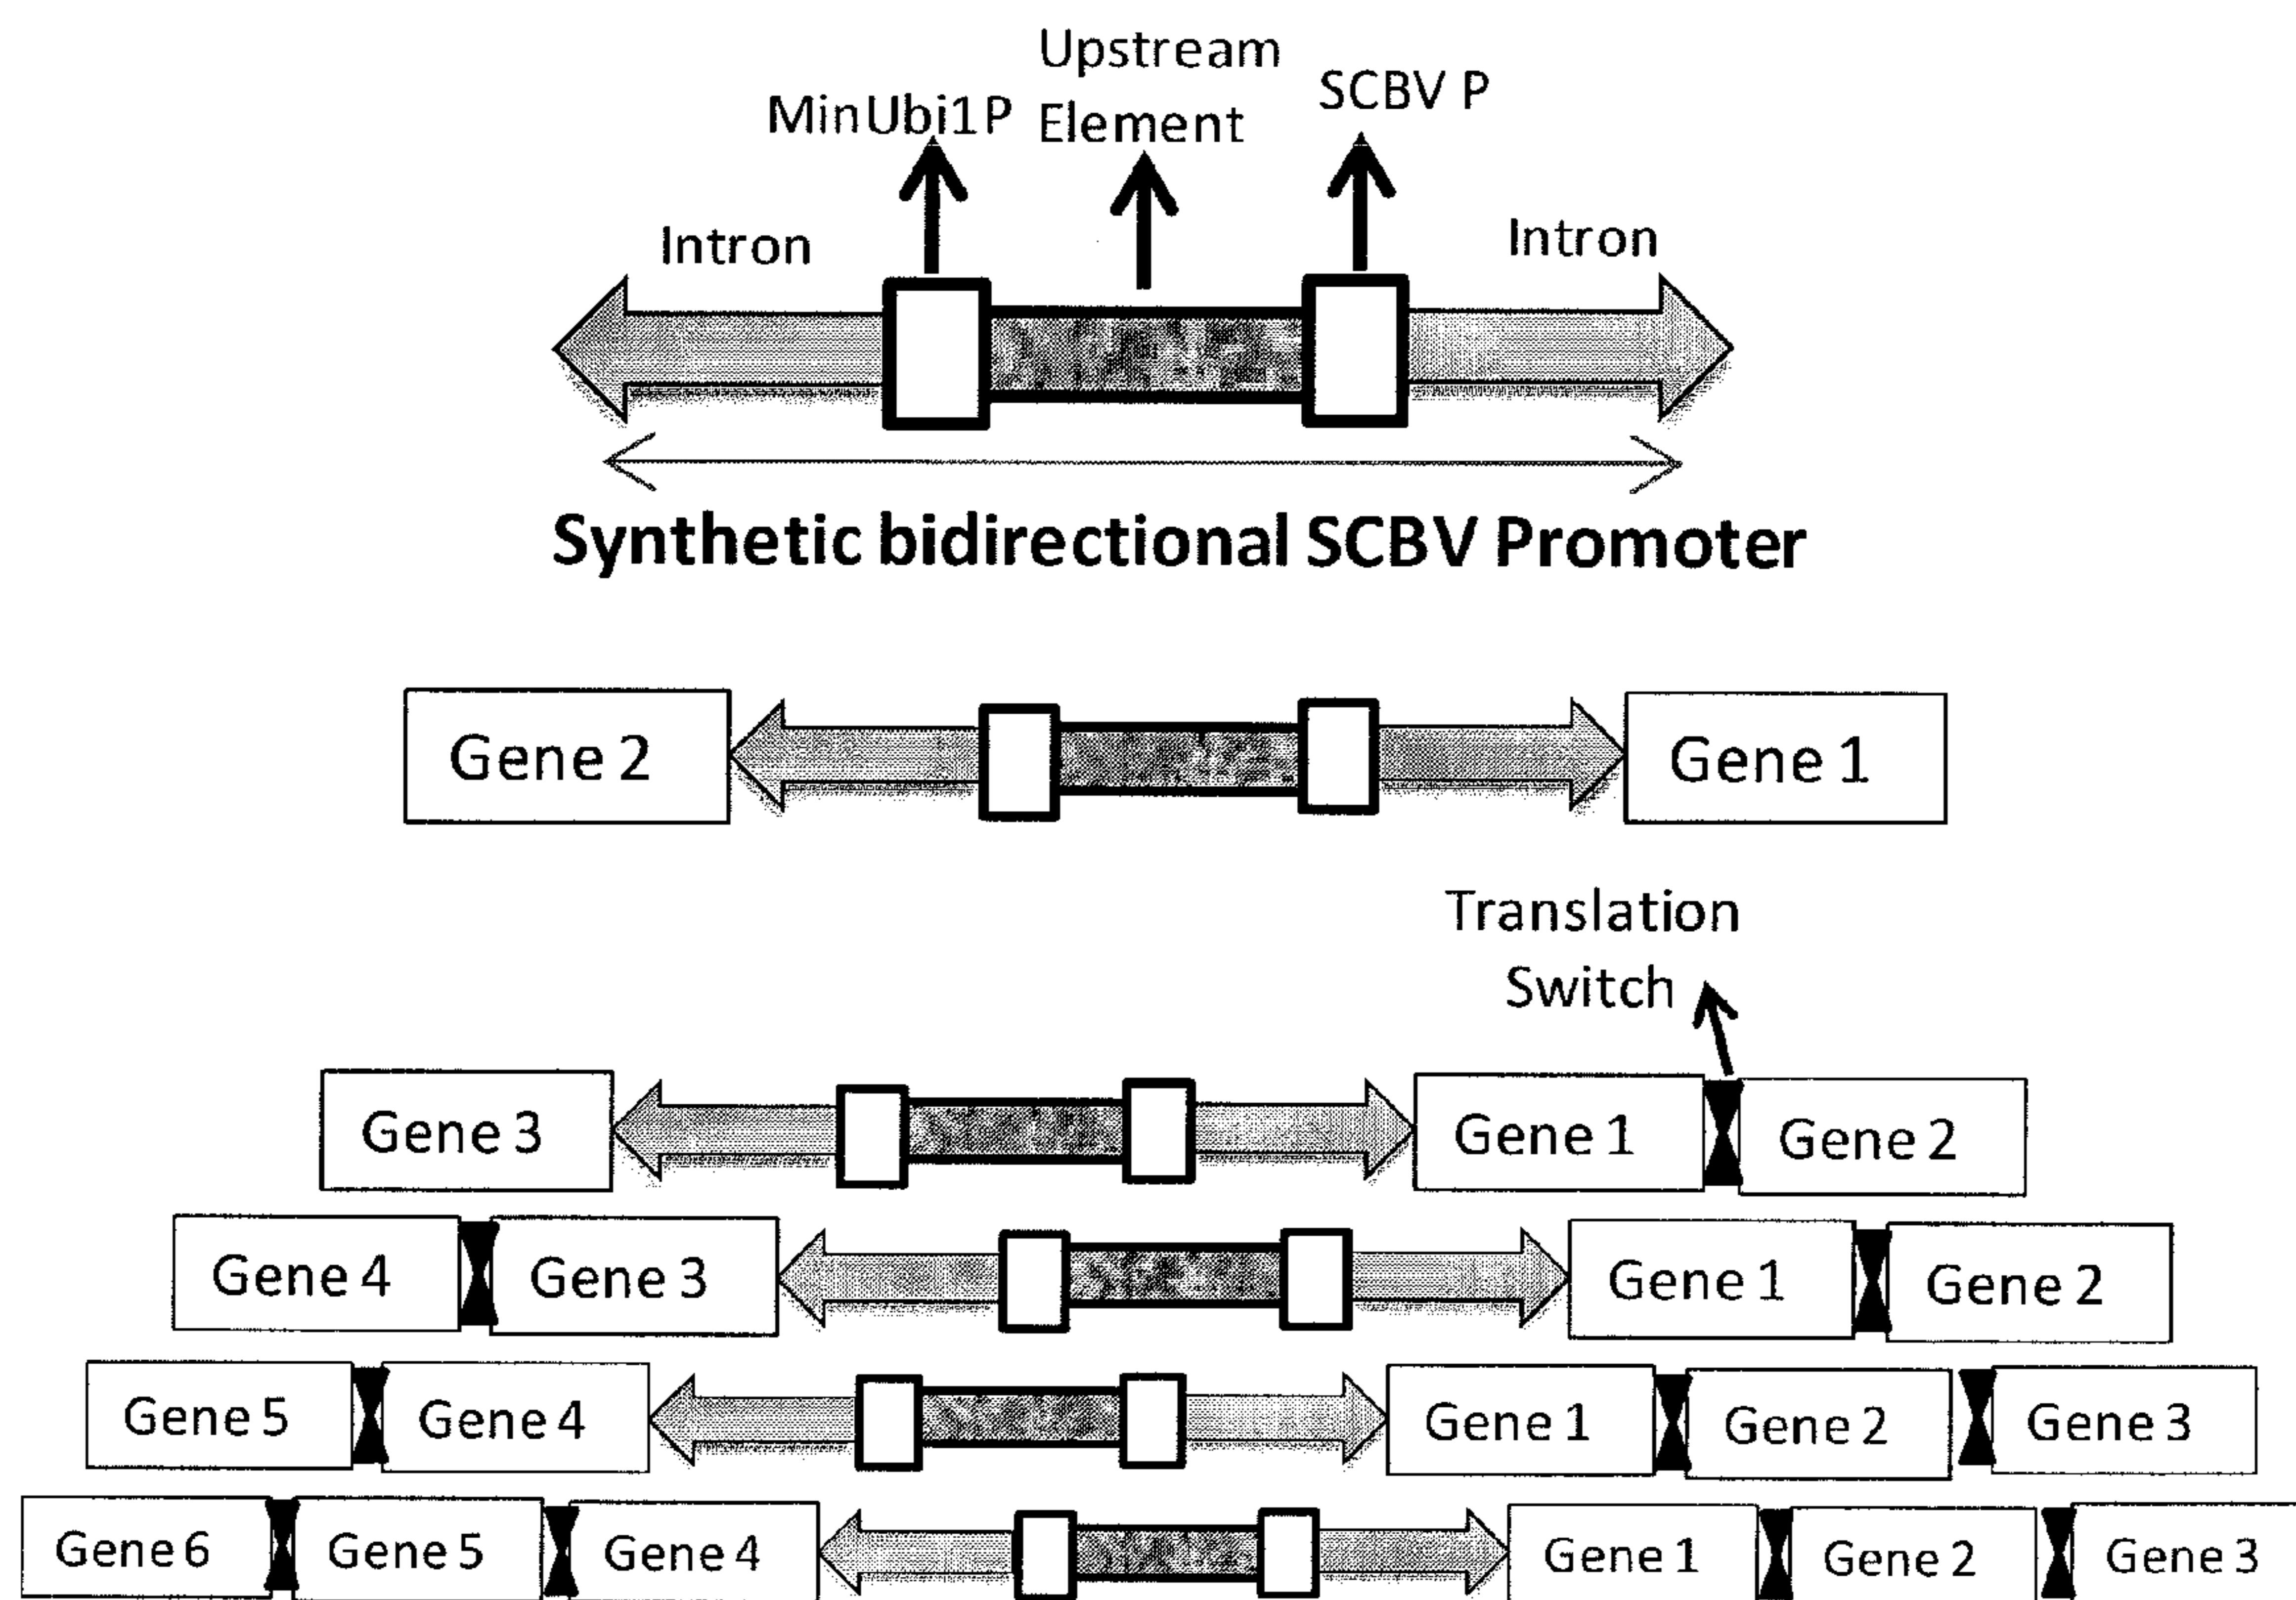 Upstream
MinUbi1P Element SCBV P
Intron Intron
Synthetic bidirectional SCBV Promoter
Gene 2 Gene 1
Translation
Switch
Gene 3 Gene 1 Gene 2
Gene 4 Gene 3 Gene 1 Gene 2
Gene 5 Gene 4 Gene 1 Gene 2 Gene 3
Gene 6 Gene 5 Gene 4 Gene 1 Gene 2 Gene 3